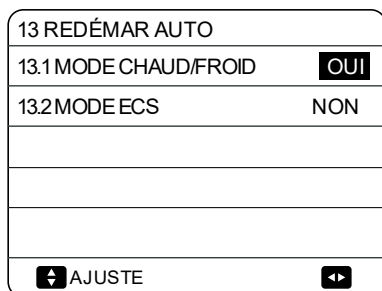 13 REDÉMAR AUTO
13.1 MODE CHAUD/FROID OUI
13.2 MODE ECS NON
AJUSTE